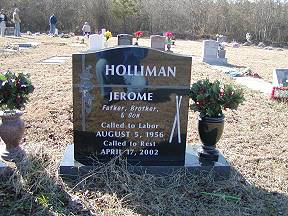 HOLLIMAN
JEROME
Father, Brother,
& Son
Called to Labor
AUGUST 5, 1956
Called to Rest
APRIL 17, 2002